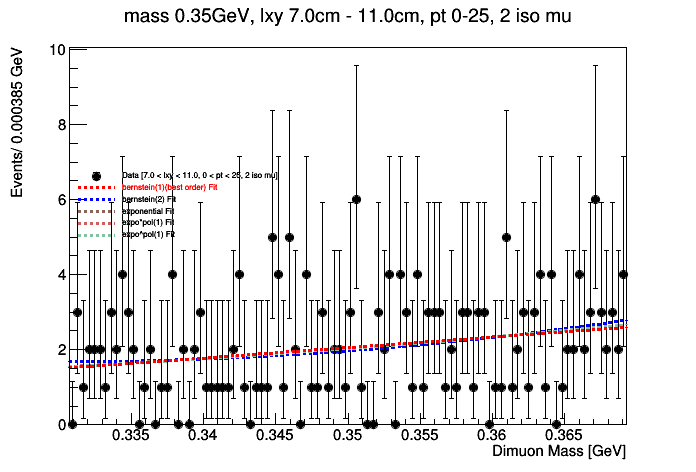 mass 0.35GeV, lxy 7.0cm - 11.0cm, pt 0-25, 2 iso mu
Events/ 0.000385 GeV
10
8
6
4
2
0
Data [7.0 < lxy < 11.0, 0 < pt < 25, 2 iso mu]
bernstein(1)(best order) Fit
bernstein(2) Fit
exponential Fit
expo*pol(1) Fit
expo^pol(1) Fit
0.335 0.34 0.345 0.35 0.355 0.36 0.365
Dimuon Mass [GeV]